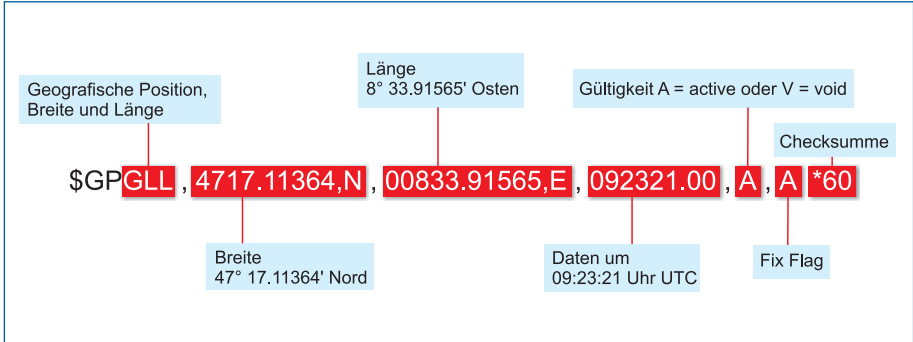 Geografische Position,
Breite und Länge
Länge
8° 33.91565' Osten
Gültigkeit A = active oder V = void
Checksumme
$GPGLL,4717.11364,N,00833.91565,E,092321.00,A,A*60
Breite
47° 17.11364' Nord
Daten um
09:23:21 Uhr UTC
Fix Flag